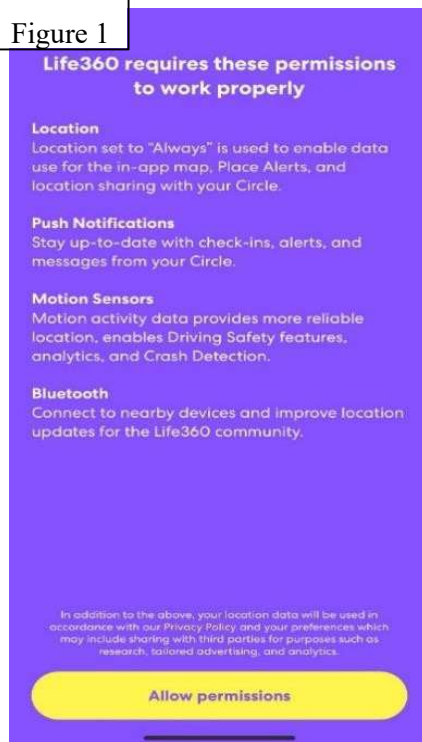 Figure 1
Life360 requires these permissions
to work properly
Location
Location set to “Always” is used to enable data
use for the in-app map, Place Alerts, and
location sharing with your Circle.
Push Notifications
Stay up-to-date with check-ins, alerts, and
messages from your Circle.
Motion Sensors
Motion activity data provides more reliable
location, enables Driving Safety features,
analytics, and Crash Detection.
Bluetooth
Connect to nearby devices and improve location
updates for the Life360 community.
In addition to the above, your location data will be used in
accordance with our Privacy Policy and your preferences which
may include sharing with third parties for purposes such as
research, tailored advertising, and analytics.
Allow permissions